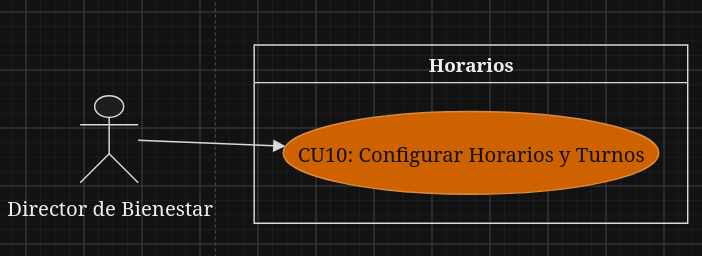 Horarios
CU10: Configurar Horarios y Turnos
Director de Bienestar